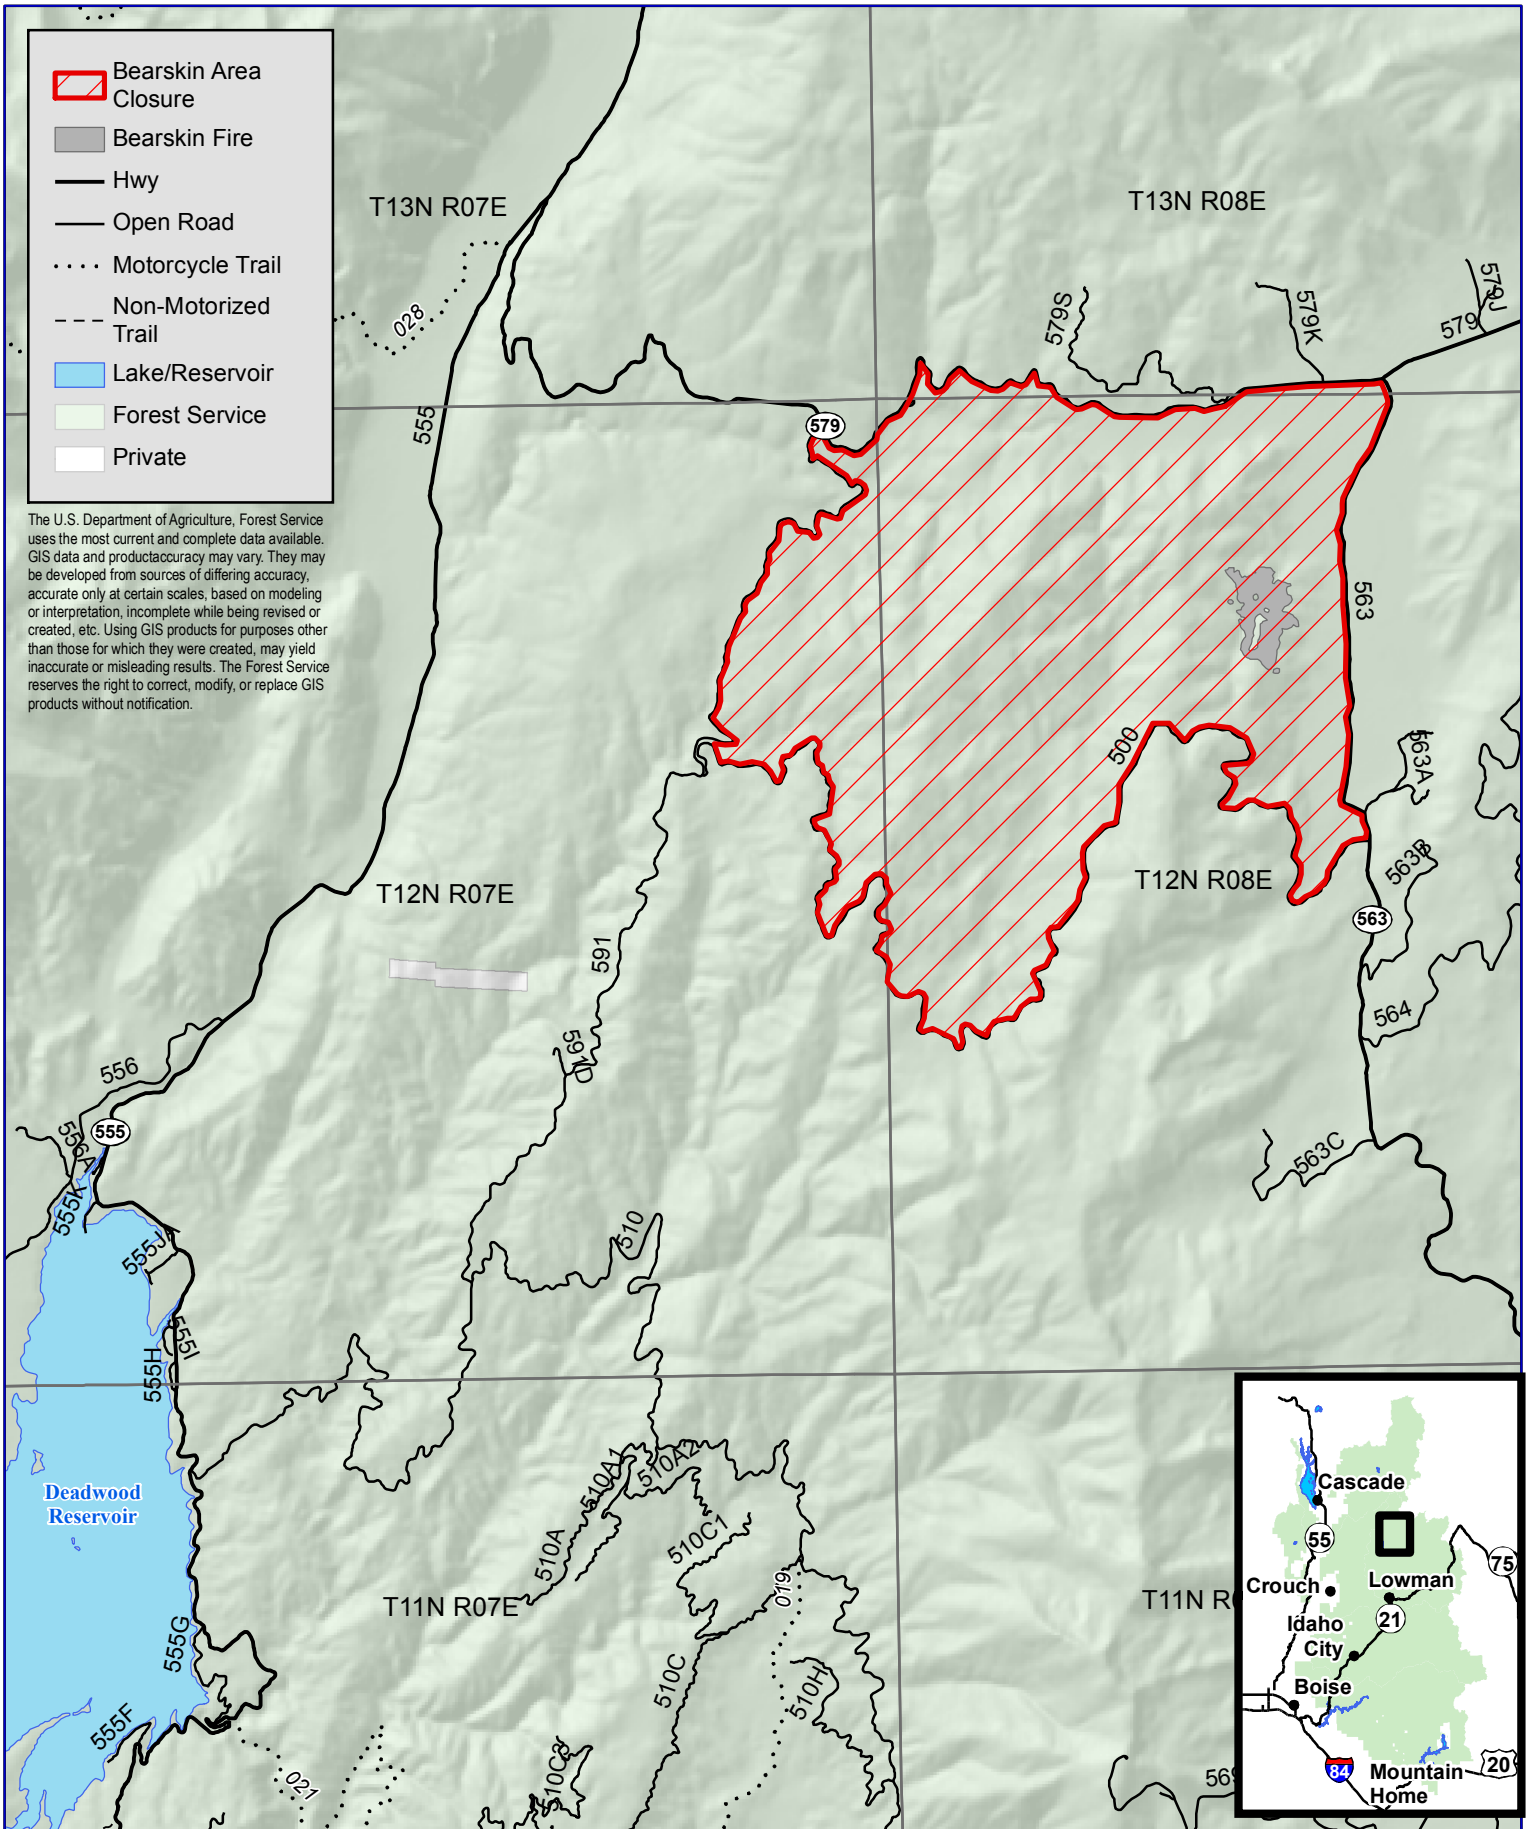 Bearskin Area
Closure
Bearskin Fire
Hwy
Open Road
Motorcycle Trail
Non-Motorized
Trail
Lake/Reservoir
Forest Service
Private
The U.S. Department of Agriculture, Forest Service
uses the most current and complete data available.
GIS data and productaccuracy may vary. They may
be developed from sources of differing accuracy,
accurate only at certain scales, based on modeling
or interpretation, incomplete while being revised or
created, etc. Using GIS products for purposes other
than those for which they were created, may yield
inaccurate or misleading results. The Forest Service
reserves the right to correct, modify, or replace GIS
products without notification.
T13N R07E
T13N R08E
028
579S
579K
579J
579
555
579
563
500
563A
563B
T12N R07E
T12N R08E
563
591
564
591D
556
555
556A
563C
555K
510
555J
555I
555H
Deadwood
Reservoir
510A1
510A2
510A
510C1
T11N R07E
019
T11N R
555G
510C
510H
555F
021
510C3
569
Cascade
55
75
Crouch
Lowman
21
Idaho
City
Boise
84
Mountain
Home
20